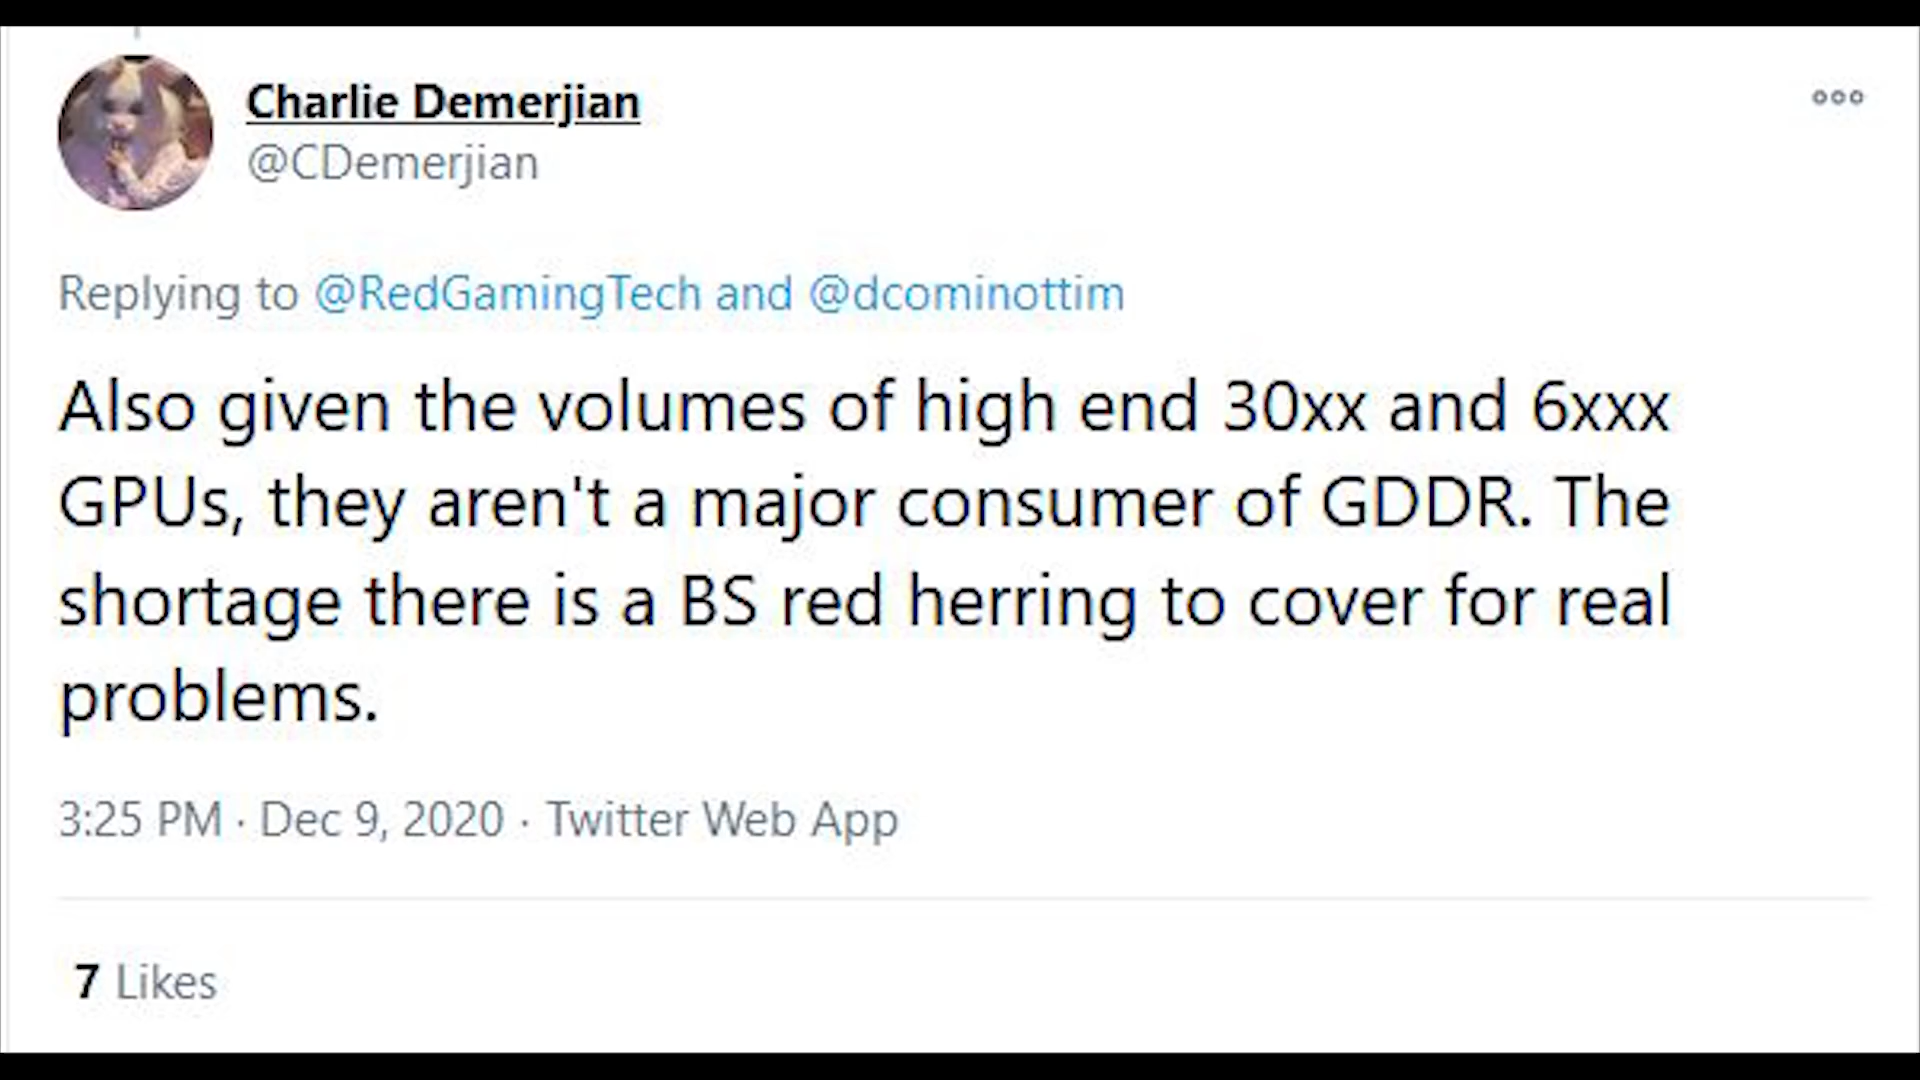 Charlie Demerjian
@CDemerjian
Replying to @RedGamingTech and @dcominottim
Also given the volumes of high end 30xx and 6xxx
GPUs, they aren't a major consumer of GDDR. The
shortage there is a BS red herring to cover for real
problems.
3:25 PM · Dec 9, 2020 · Twitter Web App
7 Likes